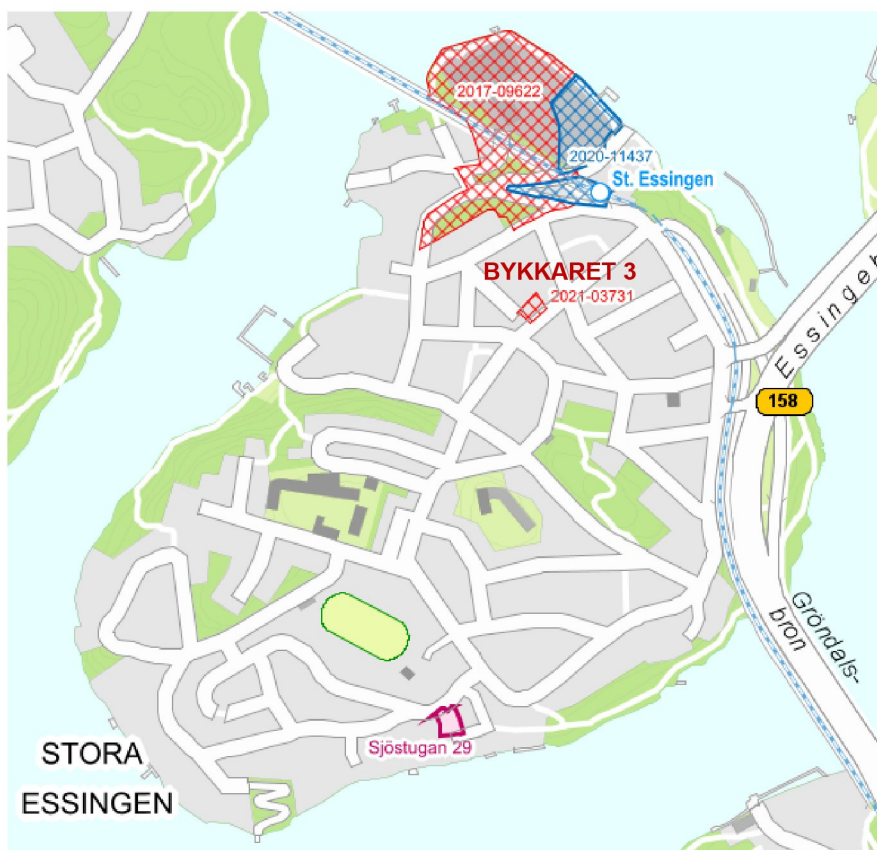 2017-09622
2020-11437
St. Essingen
BYKKARET 3
2021-03731
Essingeb
158
Gröndals-
bron
Sjöstugan 29
STORA
ESSINGEN